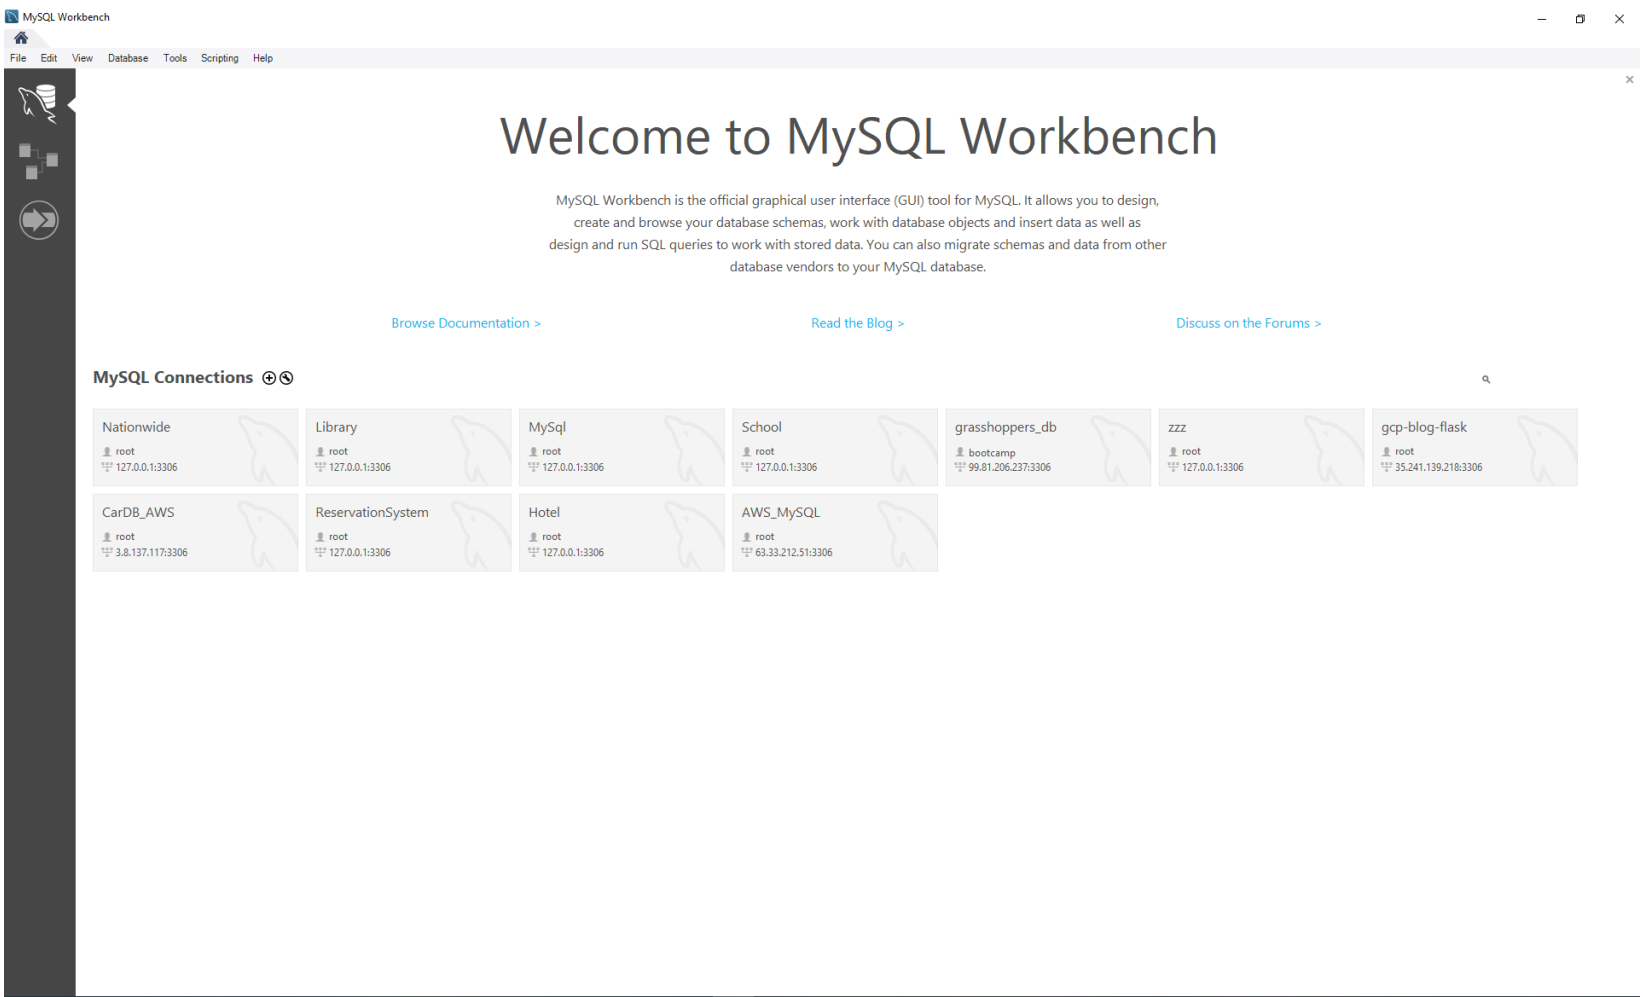 MySQL Workbench
File Edit View Database Tools Scripting Help
Welcome to MySQL Workbench
MySQL Workbench is the official graphical user interface (GUI) tool for MySQL. It allows you to design,
create and browse your database schemas, work with database objects and insert data as well as
design and run SQL queries to work with stored data. You can also migrate schemas and data from other
database vendors to your MySQL database.
Browse Documentation > Read the Blog > Discuss on the Forums >
MySQL Connections
Nationwide
root
127.0.0.1:3306
Library
root
127.0.0.1:3306
MySql
root
127.0.0.1:3306
School
root
127.0.0.1:3306
grasshoppers_db
bootcamp
99.81.206.237:3306
zzz
root
127.0.0.1:3306
gcp-blog-flask
root
35.241.139.218:3306
CarDB_AWS
root
3.8.137.117:3306
ReservationSystem
root
127.0.0.1:3306
Hotel
root
127.0.0.1:3306
AWS_MySQL
root
63.33.212.51:3306